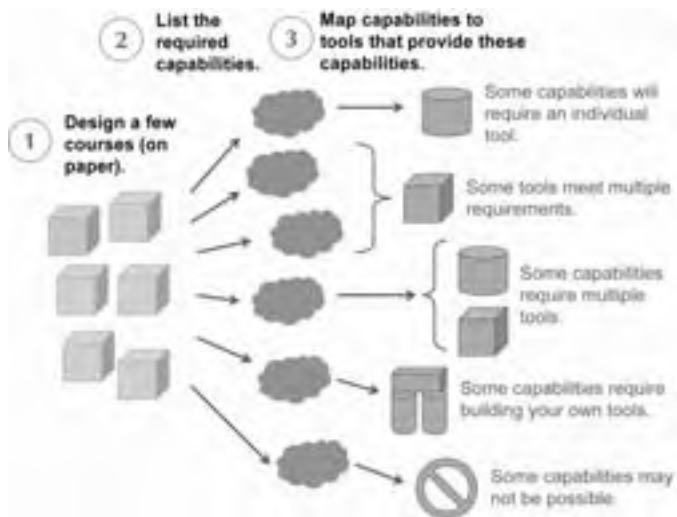 1
Design a few
courses (on
paper).
2
List the
required
capabilities.
3
Map capabilities to
tools that provide these
capabilities.
Some capabilities will
require an individual
tool.
Some tools meet multiple
requirements.
Some capabilities
require multiple
tools.
Some capabilities require
building your own tools.
Some capabilities may
not be possible.